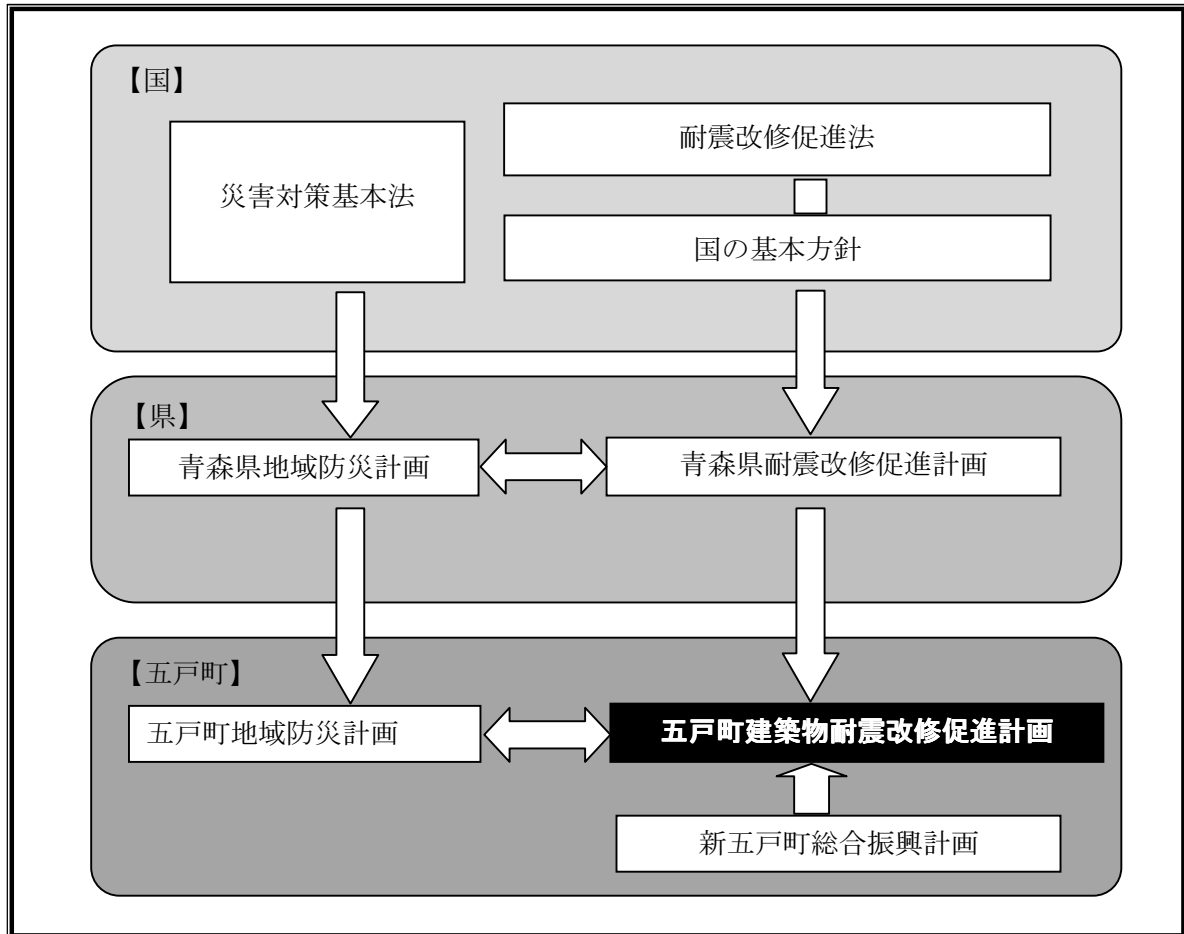 【国】
災害対策基本法
耐震改修促進法
国の基本方針
【県】
青森県地域防災計画
青森県耐震改修促進計画
【五戸町】
五戸町地域防災計画
五戸町建築物耐震改修促進計画
新五戸町総合振興計画